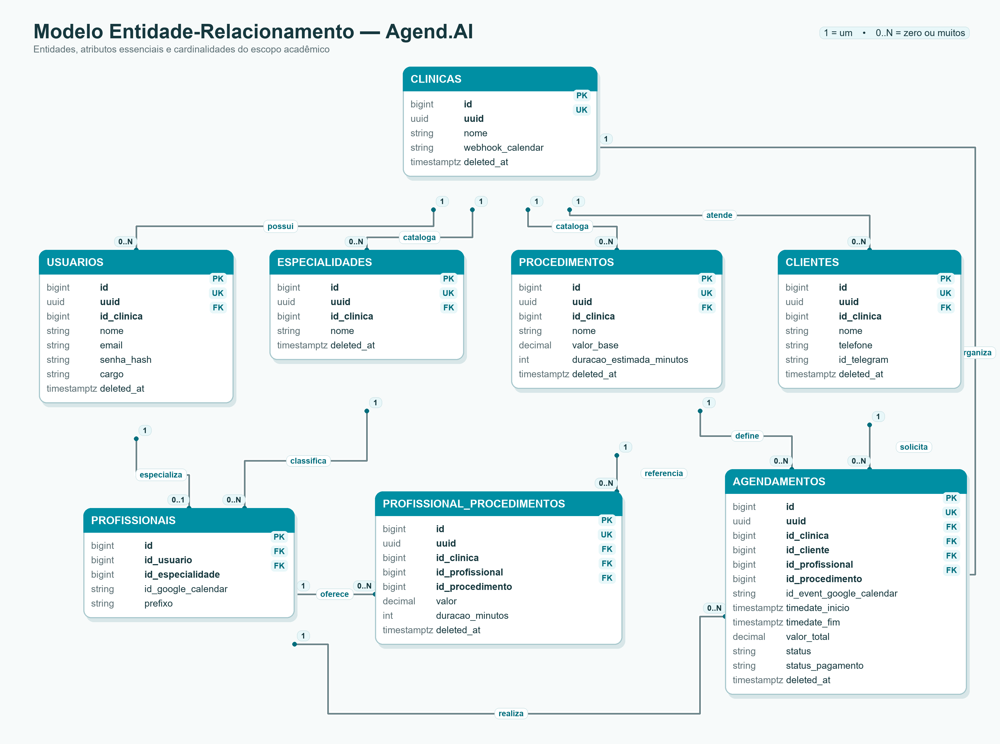 Modelo Entidade-Relacionamento — Agend.AI
1 = um • 0..N = zero ou muitos
Entidades, atributos essenciais e cardinalidades do escopo acadêmico
CLINICAS
bigint id PK
uuid uuid UK
string nome
string webhook_calendar
timestamptz deleted_at
1
1
1
1
1
possui
cataloga
cataloga
atende
0..N
0..N
0..N
0..N
USUARIOS
bigint id PK
uuid uuid UK
bigint id_clinica FK
string nome
string email
string senha_hash
string cargo
timestamptz deleted_at
ESPECIALIDADES
bigint id PK
uuid uuid UK
bigint id_clinica FK
string nome
timestamptz deleted_at
PROCEDIMENTOS
bigint id PK
uuid uuid UK
bigint id_clinica FK
string nome
decimal valor_base
int duracao_estimada_minutos
timestamptz deleted_at
CLIENTES
bigint id PK
uuid uuid UK
bigint id_clinica FK
string nome
string telefone
string id_telegram
timestamptz deleted_at
rganiza
1
1
1
1
1
especializa
classifica
referencia
define
solicita
0..1
0..N
0..N
0..N
0..N
PROFISSIONAIS
bigint id PK
bigint id_usuario FK
bigint id_especialidade FK
string id_google_calendar
string prefixo
1
oferece
0..N
PROFISSIONAL_PROCEDIMENTOS
bigint id PK
uuid uuid UK
bigint id_clinica FK
bigint id_profissional FK
bigint id_procedimento FK
decimal valor
int duracao_minutos
timestamptz deleted_at
AGENDAMENTOS
bigint id PK
uuid uuid UK
bigint id_clinica FK
bigint id_cliente FK
bigint id_profissional FK
bigint id_procedimento FK
string id_event_google_calendar
timestamptz timedate_inicio
timestamptz timedate_fim
decimal valor_total
string status
string status_pagamento
timestamptz deleted_at
1
0..N
realiza